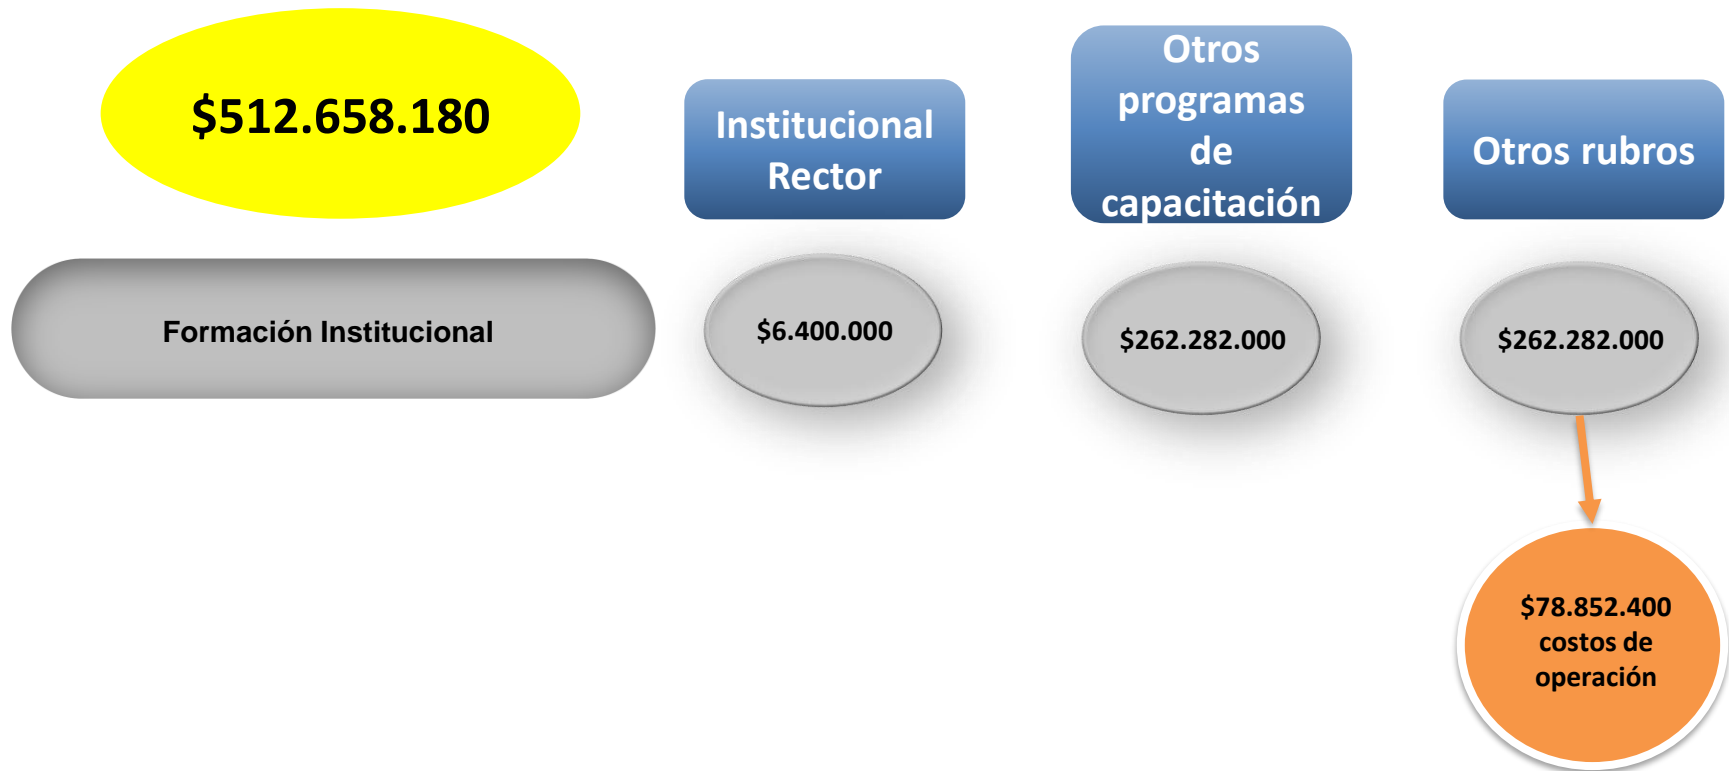 $512.658.180
Institucional
Rector
Otros
programas
de
capacitación
Otros rubros
Formación Institucional
$6.400.000
$262.282.000
$262.282.000
$78.852.400
costos de
operación